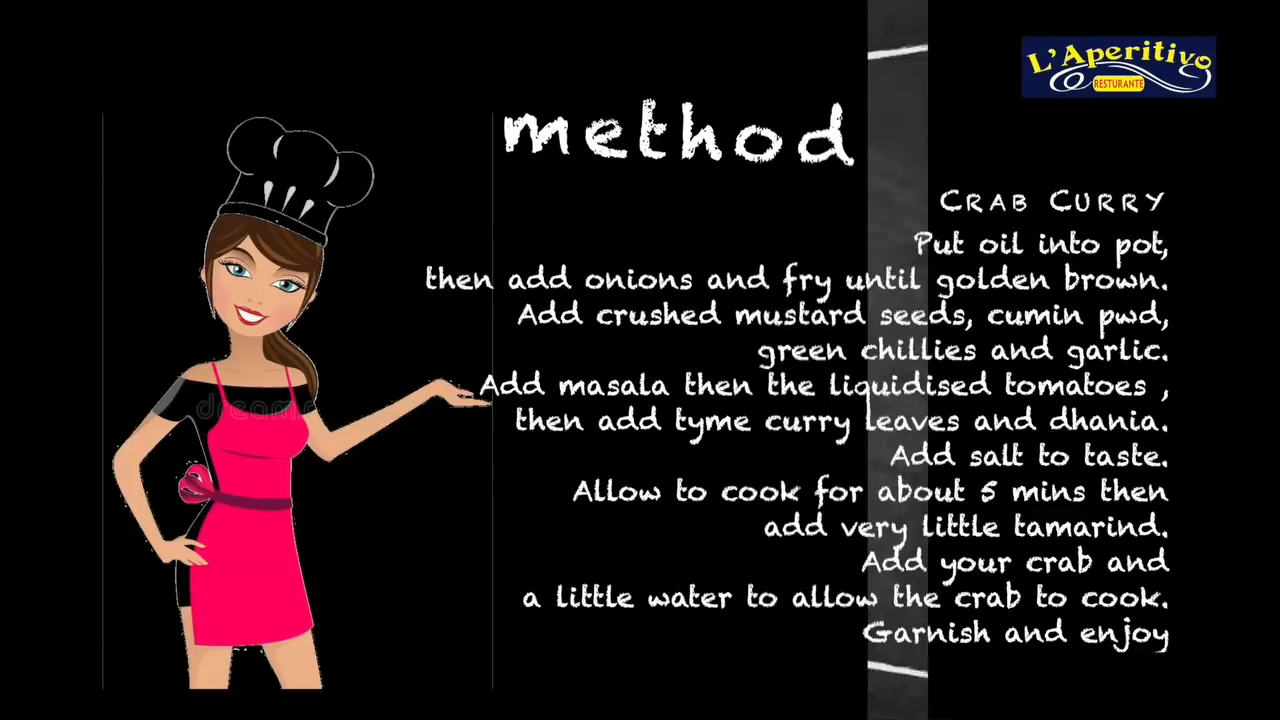 L'Aperitivo
RESTURANTE
method
CRAB CURRY
Put oil into pot,
then add onions and fry until golden brown.
Add crushed mustard seeds, cumin pwd,
green chillies and garlic.
Add masala then the liquidised tomatoes ,
then add tyme curry leaves and dhania.
Add salt to taste.
Allow to cook for about 5 mins then
add very little tamarind.
Add your crab and
a little water to allow the crab to cook.
Garnish and enjoy